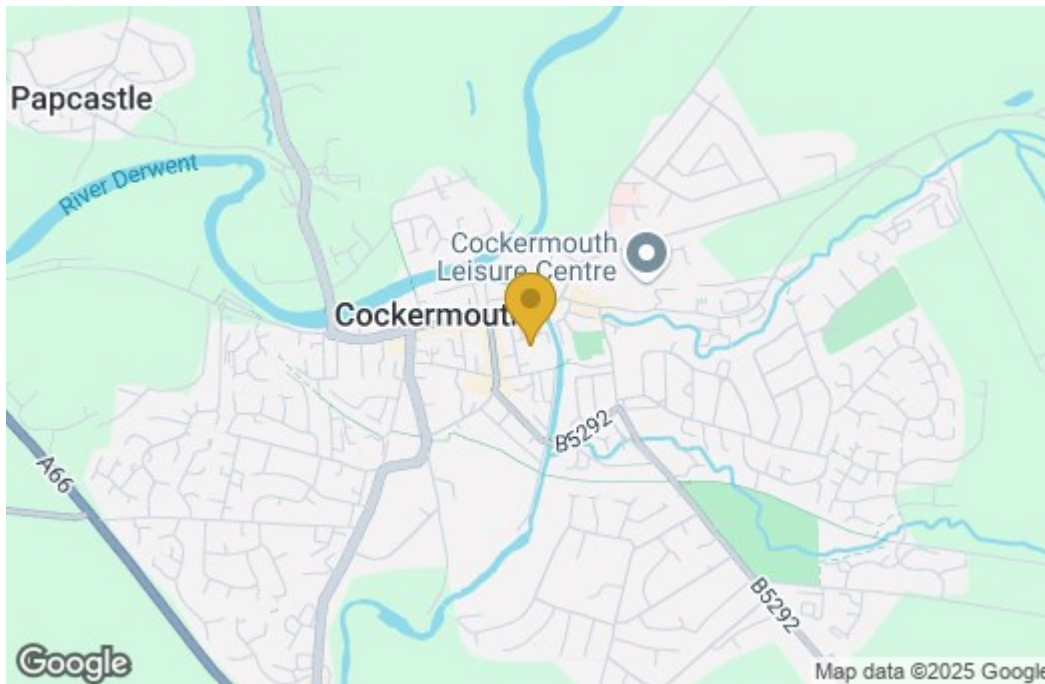 Papcastle
River Derwent
Cockermouth
Leisure Centre
Cockermouth
B5292
A66
B5292
Google
Map data ©2025 Google